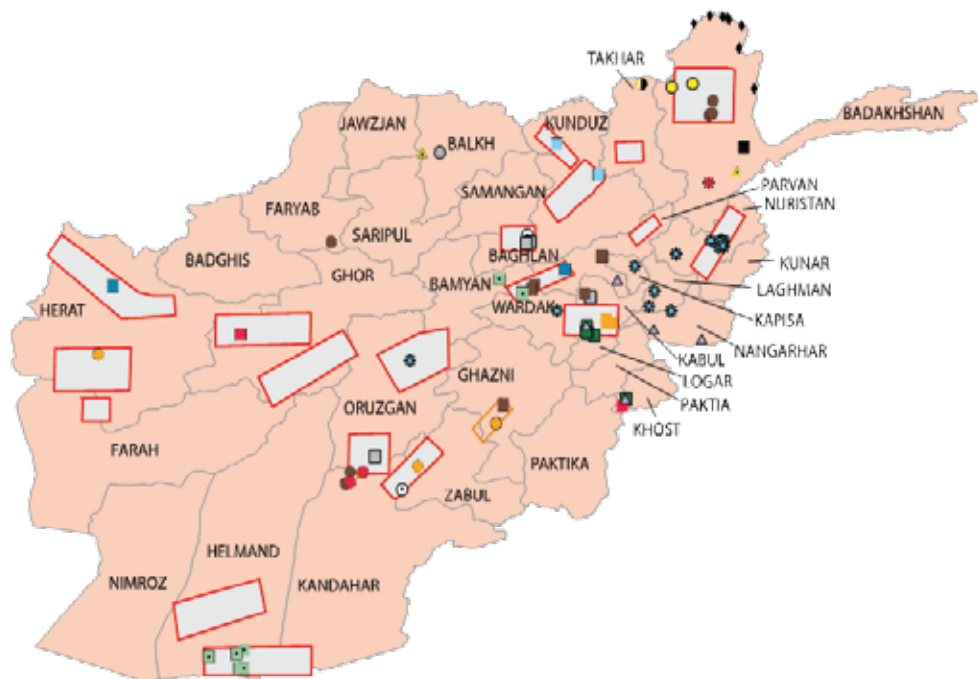 TAKHAR
BADAKHSHAN
JAWZJAN
KUNDUZ
BALKH
PARVAN
SAMANGAN
NURISTAN
FARYAB
SARIPUL
BADGHIS
BAGHLAN
KUNAR
GHOR
BAMYAN
LAGHMAN
HERAT
WARDAK
KAPISA
NANGARHAR
KABUL
GHAZNI
LOGAR
ORUZGAN
PAKTIA
KHOST
FARAH
PAKTIKA
ZABUL
HELMAND
NIMROZ
KANDAHAR